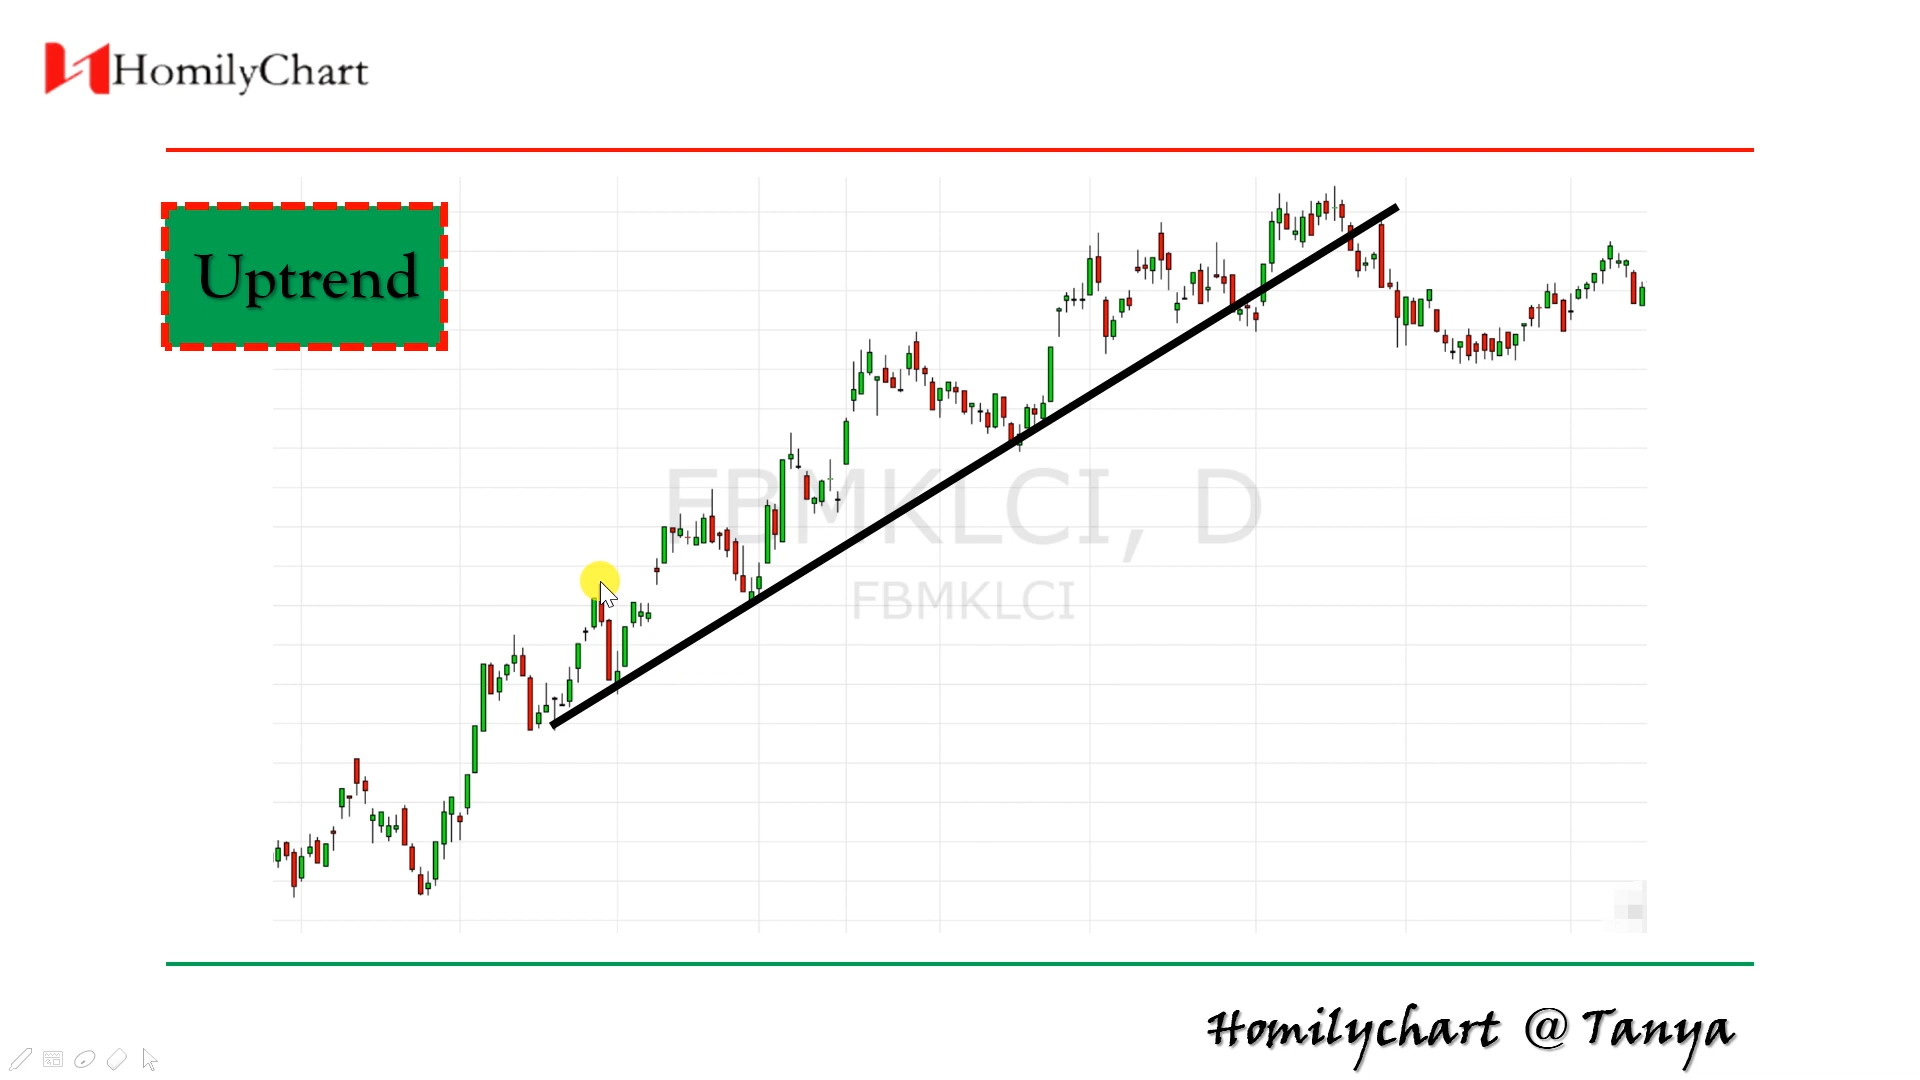 HomilyChart
Uptrend
FBMKLCI, D
FBMKLCI
Homilychart @ Tanya